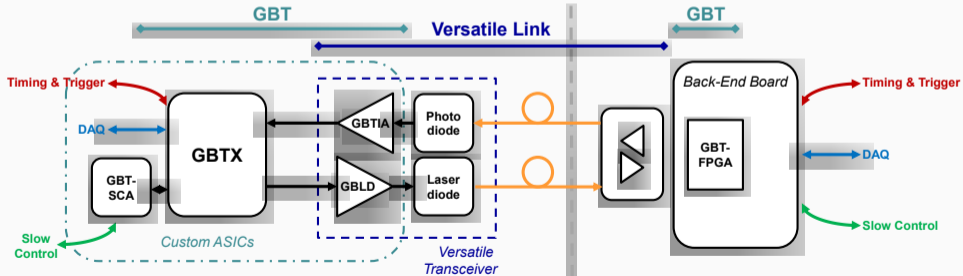 GBT
GBT
Versatile Link
Timing & Trigger
Back-End Board
Timing & Trigger
GBTIA
Photo
diode
DAQ
GBTX
GBT-
FPGA
DAQ
GBT-
SCA
GBLD
Laser
diode
Slow
Control
Custom ASICs
Slow Control
Versatile
Transceiver